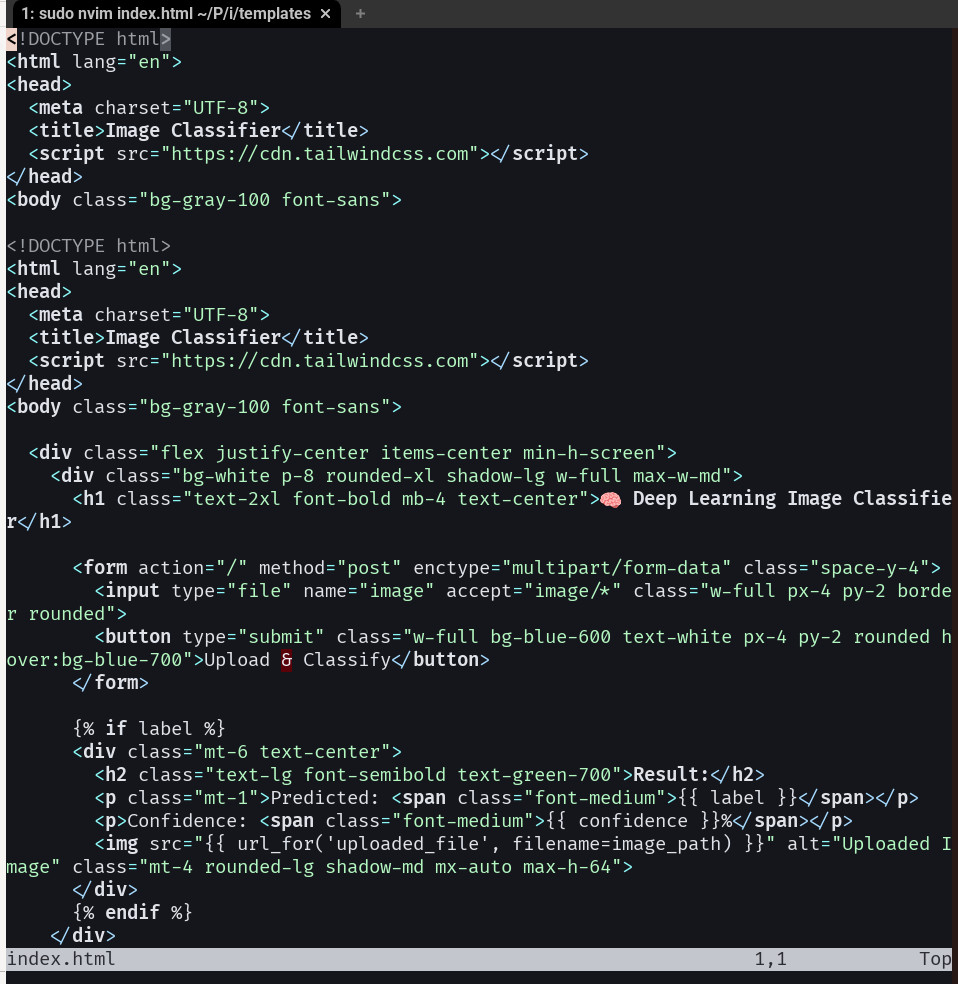 1: sudo nvim index.html ~/P/i/templates × +
<!DOCTYPE html>
<html lang="en">
<head>
  <meta charset="UTF-8">
  <title>Image Classifier</title>
  <script src="https://cdn.tailwindcss.com"></script>
</head>
<body class="bg-gray-100 font-sans">

<!DOCTYPE html>
<html lang="en">
<head>
  <meta charset="UTF-8">
  <title>Image Classifier</title>
  <script src="https://cdn.tailwindcss.com"></script>
</head>
<body class="bg-gray-100 font-sans">

  <div class="flex justify-center items-center min-h-screen">
    <div class="bg-white p-8 rounded-xl shadow-lg w-full max-w-md">
      <h1 class="text-2xl font-bold mb-4 text-center">🧠 Deep Learning Image Classifie
r</h1>

      <form action="/" method="post" enctype="multipart/form-data" class="space-y-4">
        <input type="file" name="image" accept="image/*" class="w-full px-4 py-2 borde
r rounded">
        <button type="submit" class="w-full bg-blue-600 text-white px-4 py-2 rounded h
over:bg-blue-700">Upload & Classify</button>
      </form>

      {% if label %}
      <div class="mt-6 text-center">
        <h2 class="text-lg font-semibold text-green-700">Result:</h2>
        <p class="mt-1">Predicted: <span class="font-medium">{{ label }}</span></p>
        <p>Confidence: <span class="font-medium">{{ confidence }}%</span></p>
        <img src="{{ url_for('uploaded_file', filename=image_path) }}" alt="Uploaded I
mage" class="mt-4 rounded-lg shadow-md mx-auto max-h-64">
      </div>
      {% endif %}
    </div>
index.html 1,1 Top